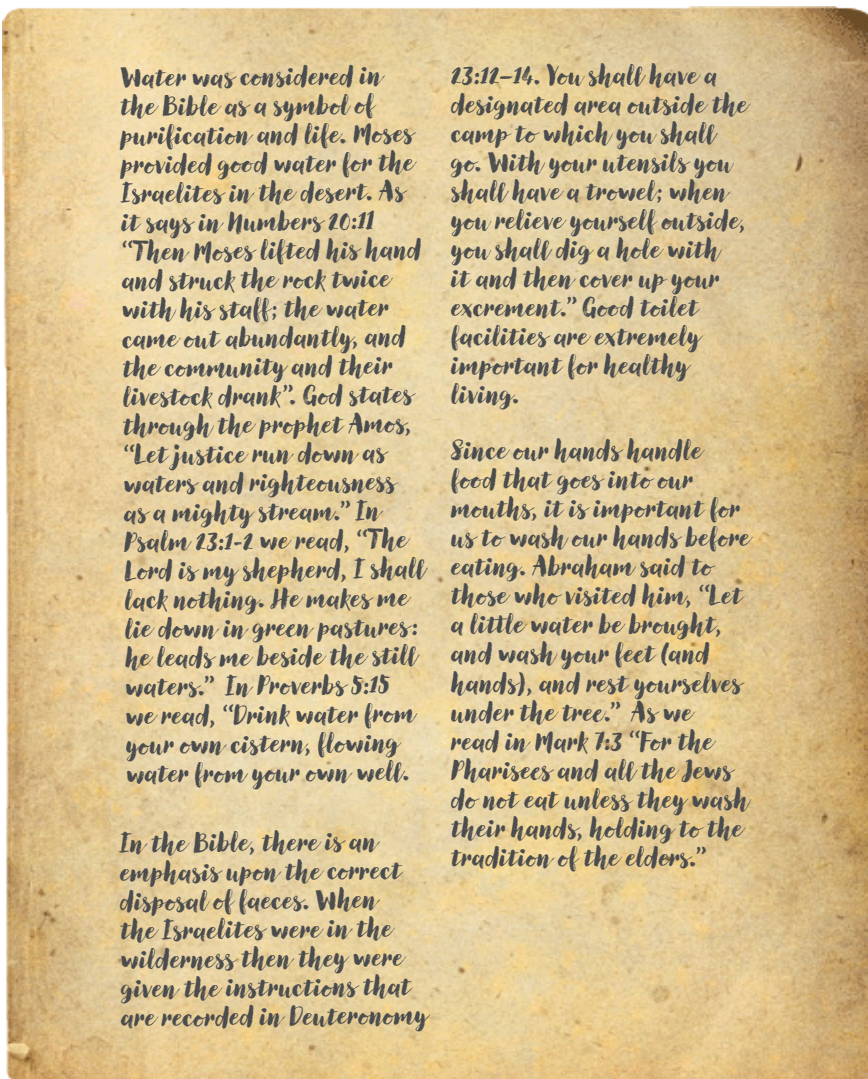 Water was considered in
the Bible as a symbol of
purification and life. Moses
provided good water for the
Israelites in the desert. As
it says in Numbers 20:11
“Then Moses lifted his hand
and struck the rock twice
with his staff; the water
came out abundantly, and
the community and their
livestock drank”. God states
through the prophet Amos,
“Let justice run down as
waters and righteousness
as a mighty stream.” In
Psalm 23:1-2 we read, “The
Lord is my shepherd, I shall
lack nothing. He makes me
lie down in green pastures:
he leads me beside the still
waters.” In Proverbs 5:15
we read, “Drink water from
your own cistern, flowing
water from your own well.
In the Bible, there is an
emphasis upon the correct
disposal of faeces. When
the Israelites were in the
wilderness then they were
given the instructions that
are recorded in Deuteronomy
23:12–14. You shall have a
designated area outside the
camp to which you shall
go. With your utensils you
shall have a trowel; when
you relieve yourself outside,
you shall dig a hole with
it and then cover up your
excrement.” Good toilet
facilities are extremely
important for healthy
living.
Since our hands handle
food that goes into our
mouths, it is important for
us to wash our hands before
eating. Abraham said to
those who visited him, “Let
a little water be brought,
and wash your feet (and
hands), and rest yourselves
under the tree.” As we
read in Mark 7:3 “For the
Pharisees and all the Jews
do not eat unless they wash
their hands, holding to the
tradition of the elders.”